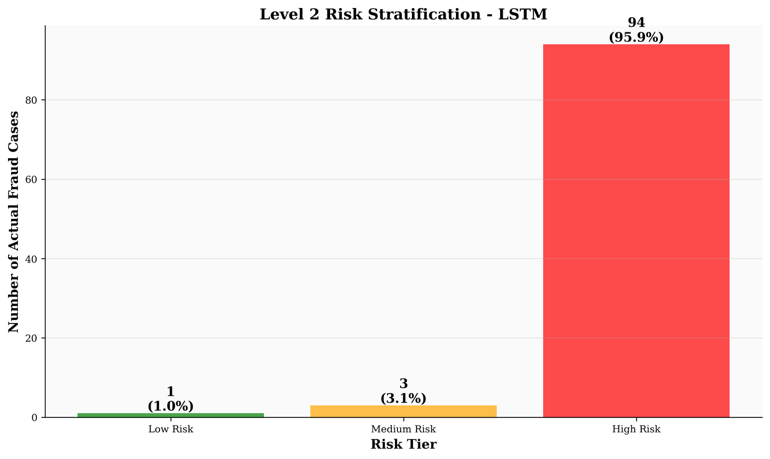 Level 2 Risk Stratification - LSTM
94
(95.9%)
Number of Actual Fraud Cases
80
60
40
20
0
1
(1.0%)
3
(3.1%)
Low Risk
Medium Risk
High Risk
Risk Tier